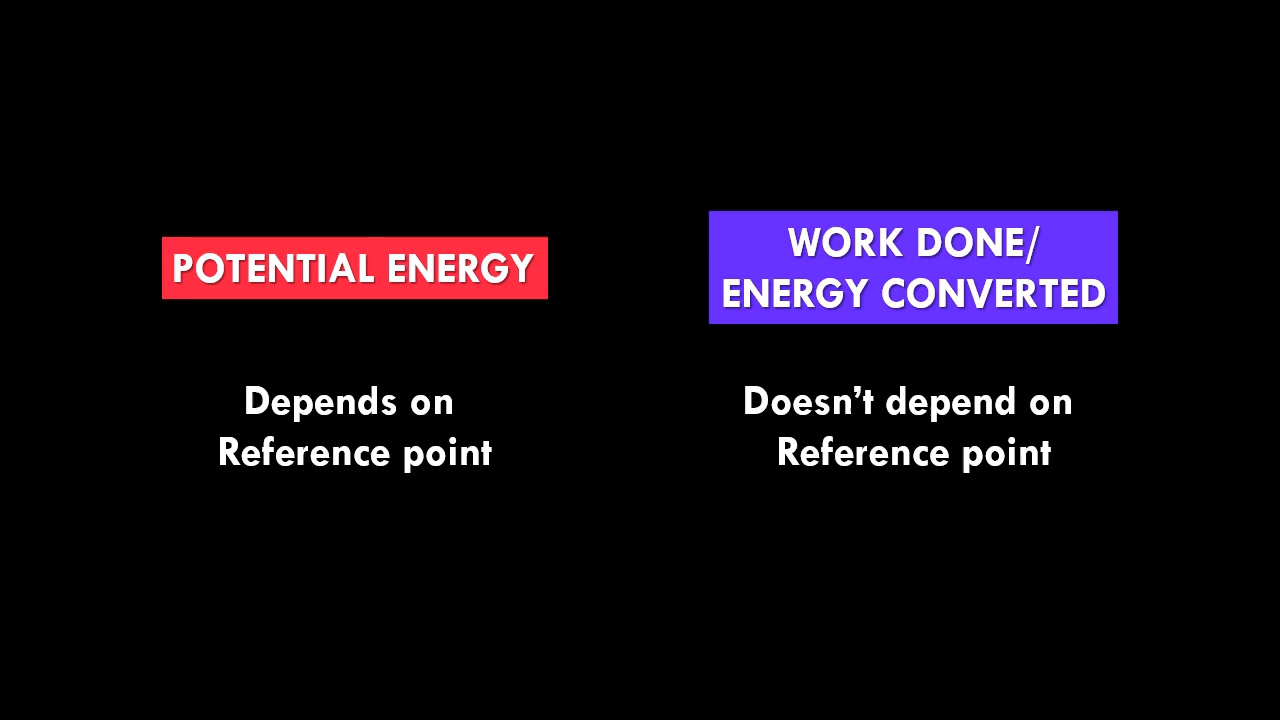 POTENTIAL ENERGY
Depends on
Reference point
WORK DONE/
ENERGY CONVERTED
Doesn’t depend on
Reference point